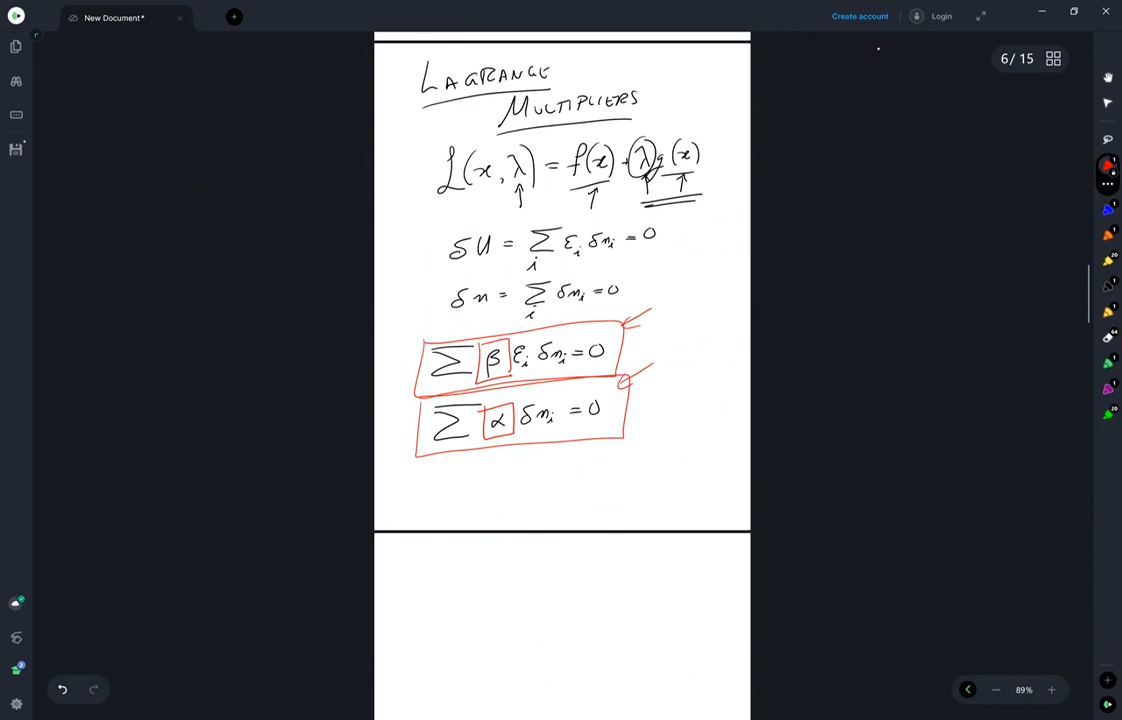 New Document*
Create account
Login
6 / 15
LAGRANGE
MULTIPLIERS
ℒ(x, λ) = f(x) + λg(x)
δU = ∑ᵢ εᵢ δnᵢ = 0
δn = ∑ᵢ δnᵢ = 0
∑ β εᵢ δnᵢ = 0
∑ α δnᵢ = 0
89%